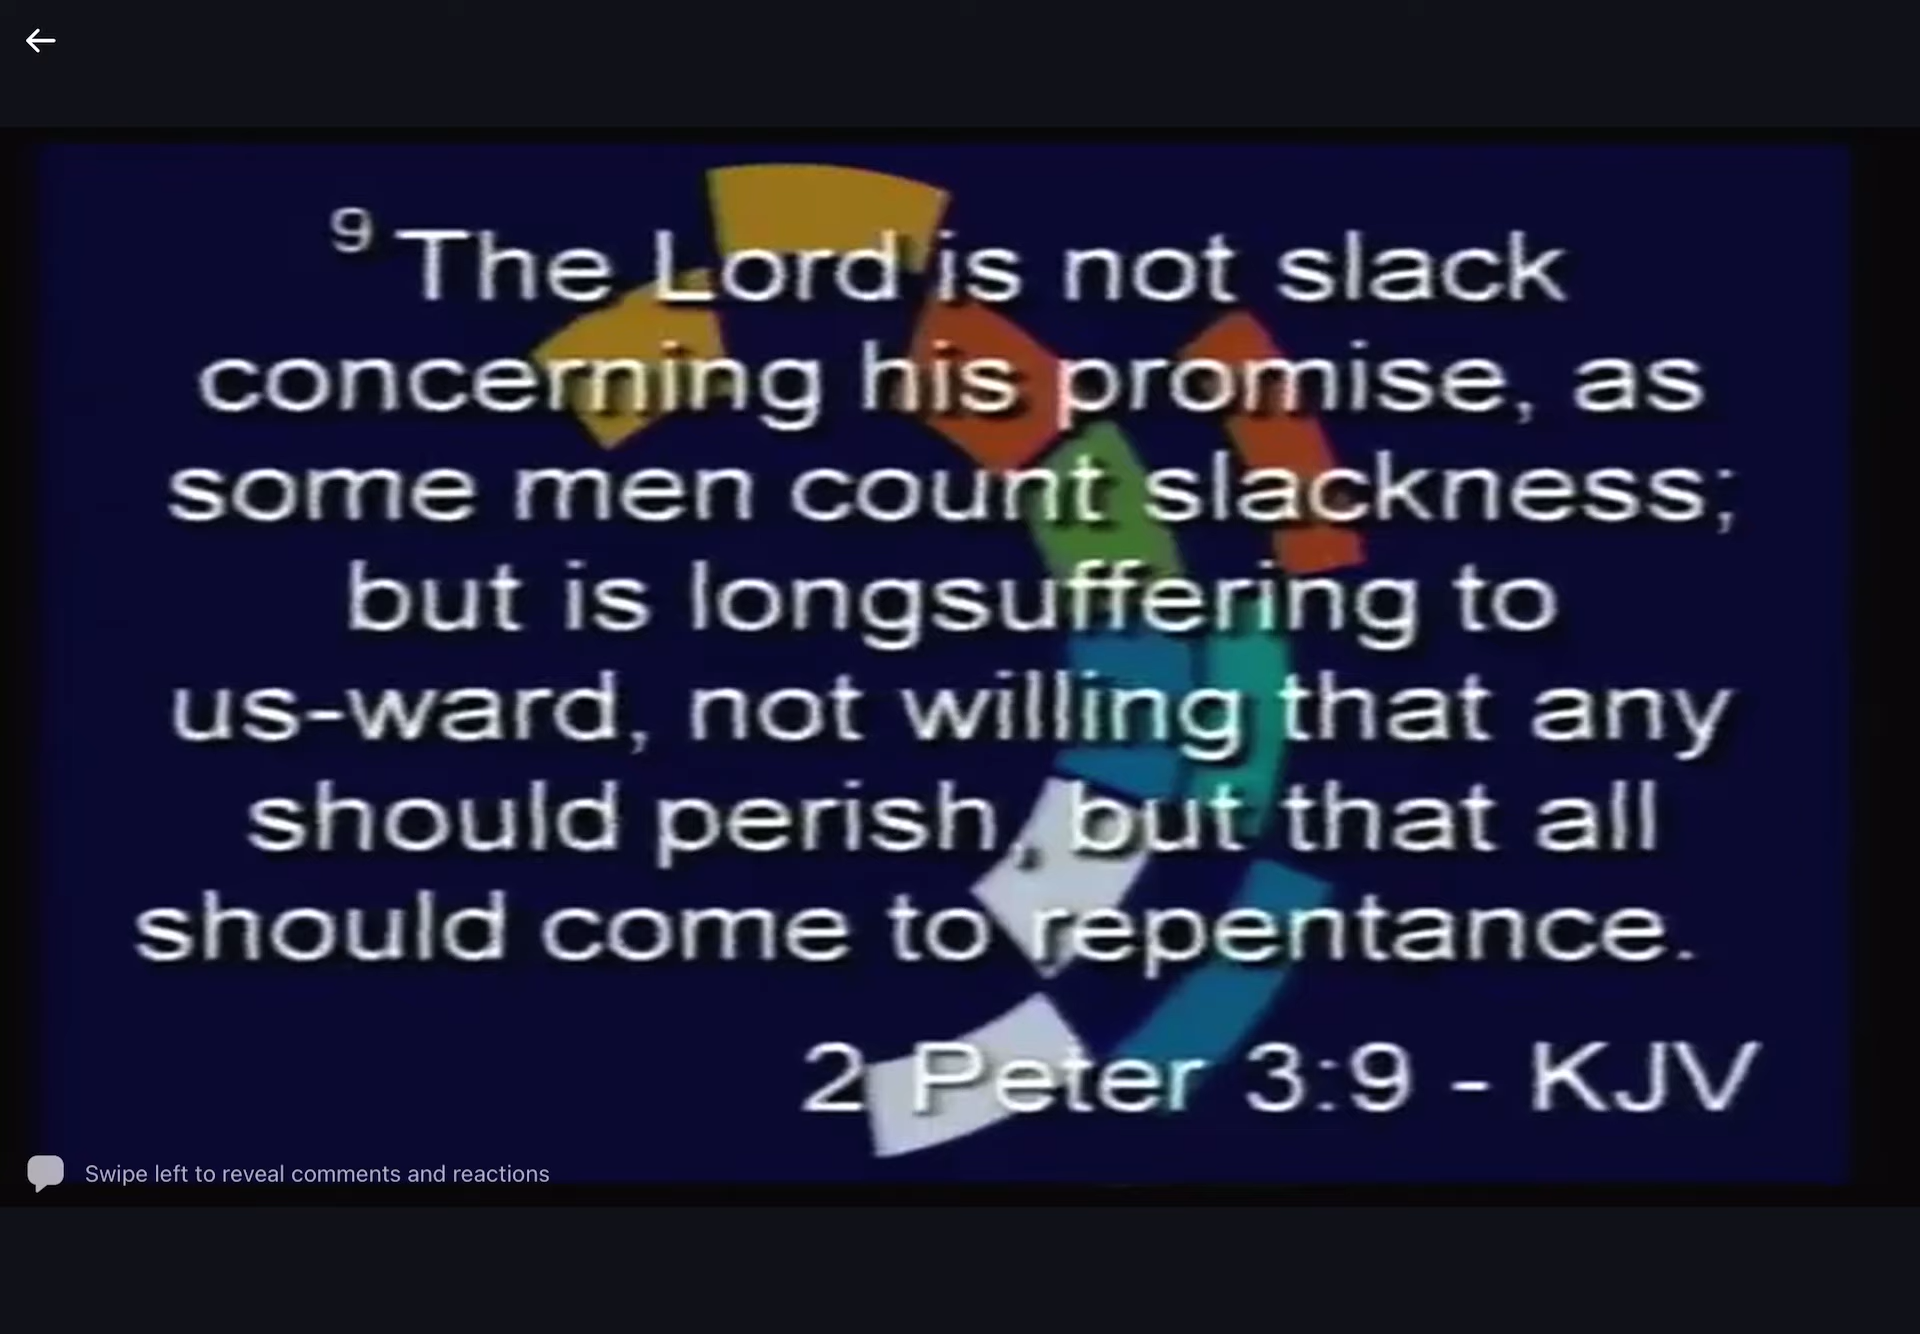 9 The Lord is not slack
concerning his promise, as
some men count slackness;
but is longsuffering to
us-ward, not willing that any
should perish, but that all
should come to repentance.
2 Peter 3:9 - KJV
Swipe left to reveal comments and reactions